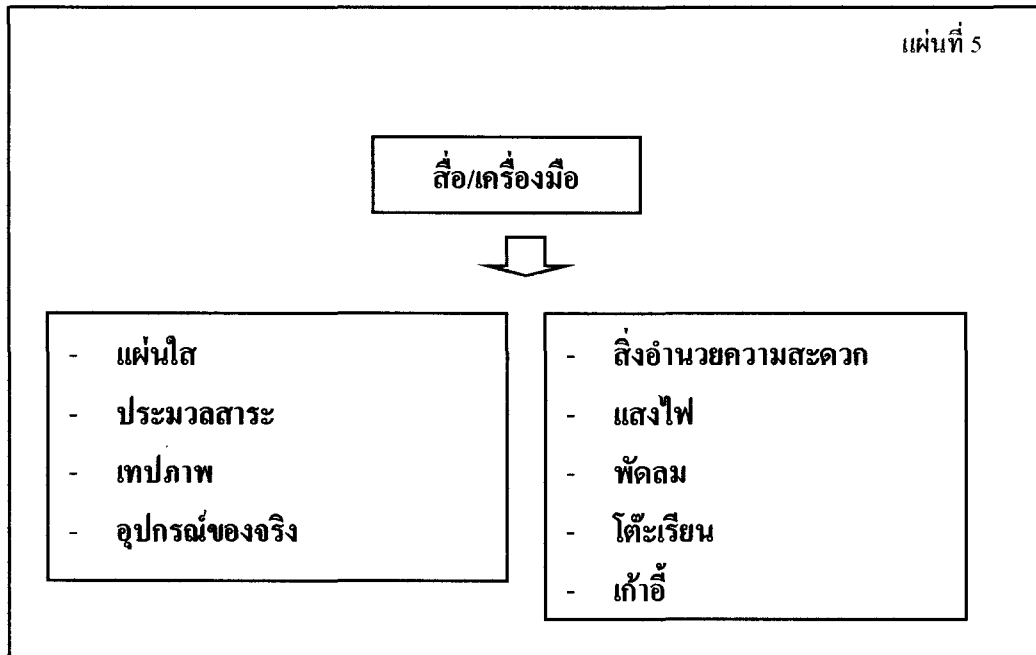 แผ่นที่ 5
สื่อ/เครื่องมือ
- แผ่นใส
- ประมวลสาระ
- เทปภาพ
- อุปกรณ์ของจริง
- สิ่งอำนวยความสะดวก
- แสงไฟ
- พัดลม
- โต๊ะเรียน
- เก้าอี้